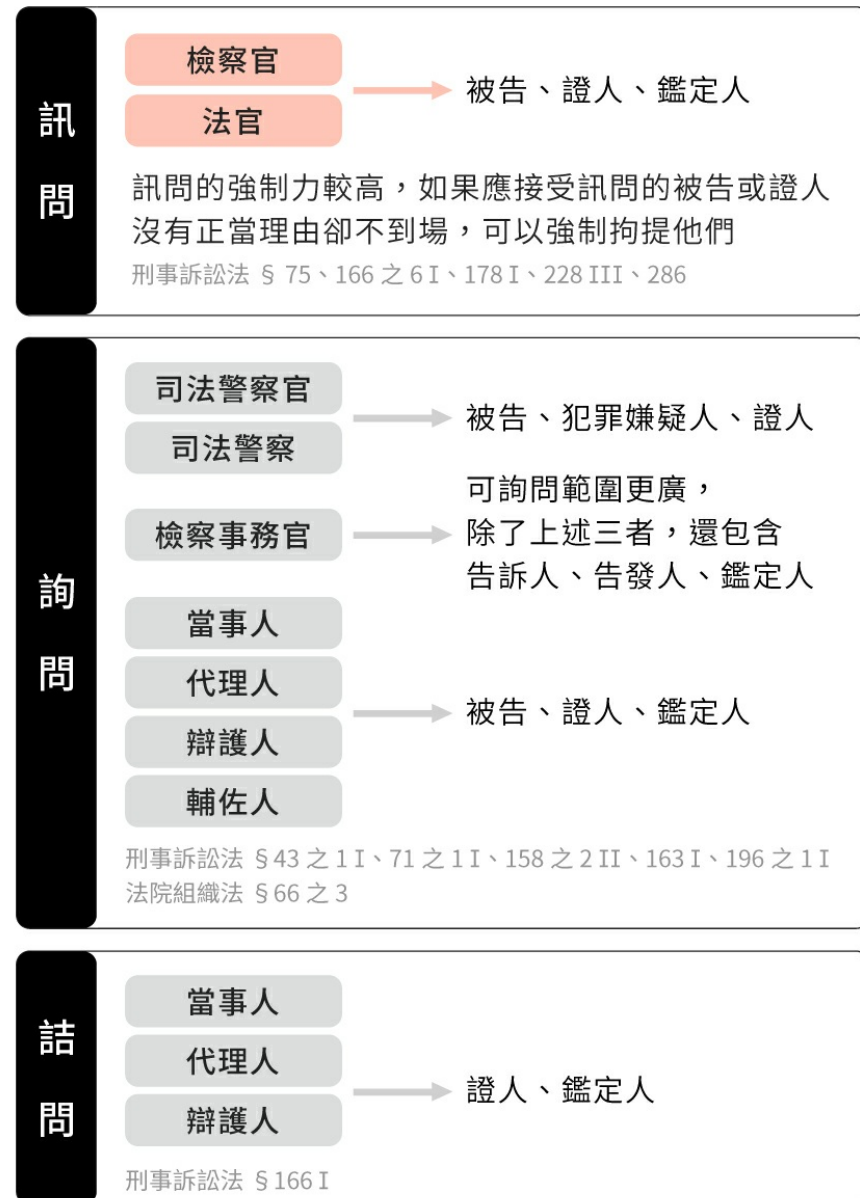 訊問
檢察官
法官
被告、證人、鑑定人
訊問的強制力較高，如果應接受訊問的被告或證人
沒有正當理由卻不到場，可以強制拘提他們
刑事訴訟法 § 75、166 之 6 I、178 I、228 III、286
詢問
司法警察官
司法警察
被告、犯罪嫌疑人、證人
檢察事務官
可詢問範圍更廣，
除了上述三者，還包含
告訴人、告發人、鑑定人
當事人
代理人
辯護人
輔佐人
被告、證人、鑑定人
刑事訴訟法 §43 之 1 I、71 之 1 I、158 之 2 II、163 I、196 之 1 I
法院組織法 §66 之 3
詰問
當事人
代理人
辯護人
證人、鑑定人
刑事訴訟法 §166 I